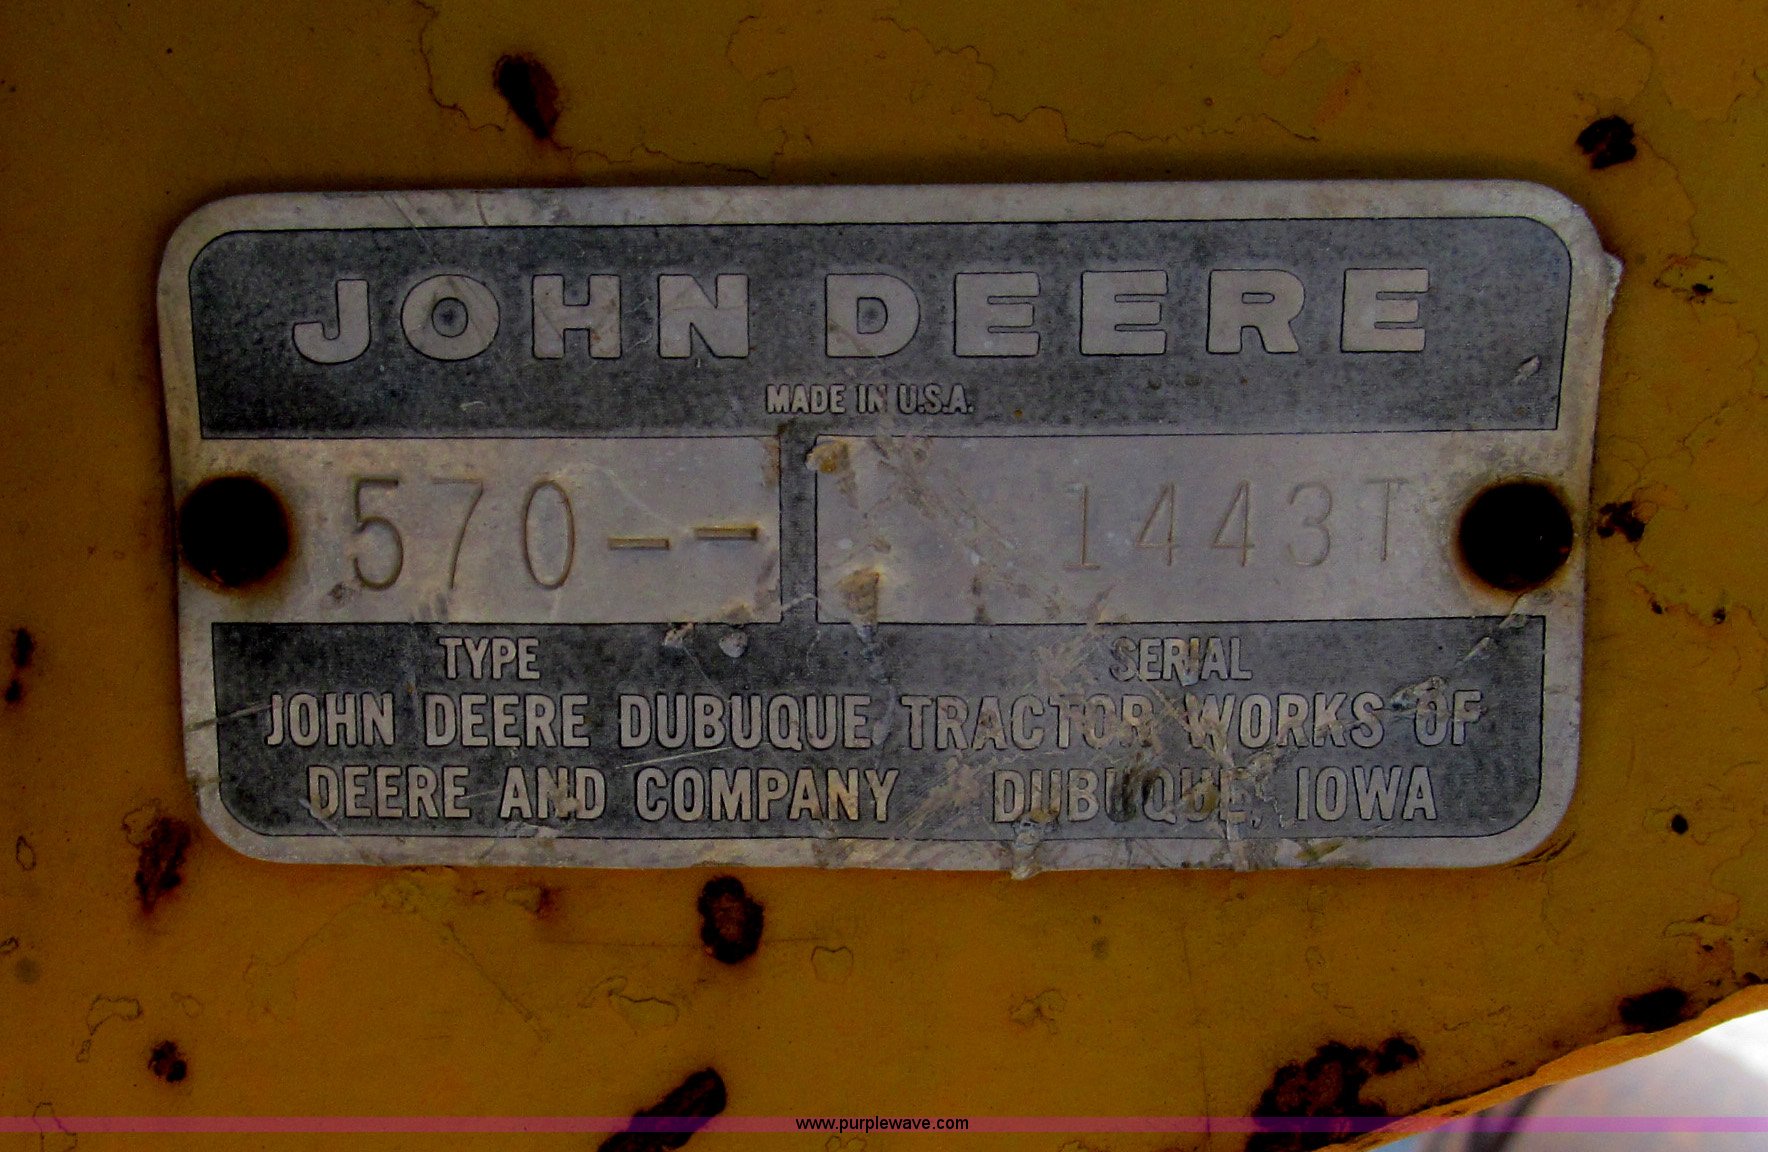 JOHN DEERE
MADE IN U.S.A.
570-- 1443T
TYPE SERIAL
JOHN DEERE DUBUQUE TRACTOR WORKS OF
DEERE AND COMPANY DUBUQUE, IOWA
www.purplewave.com